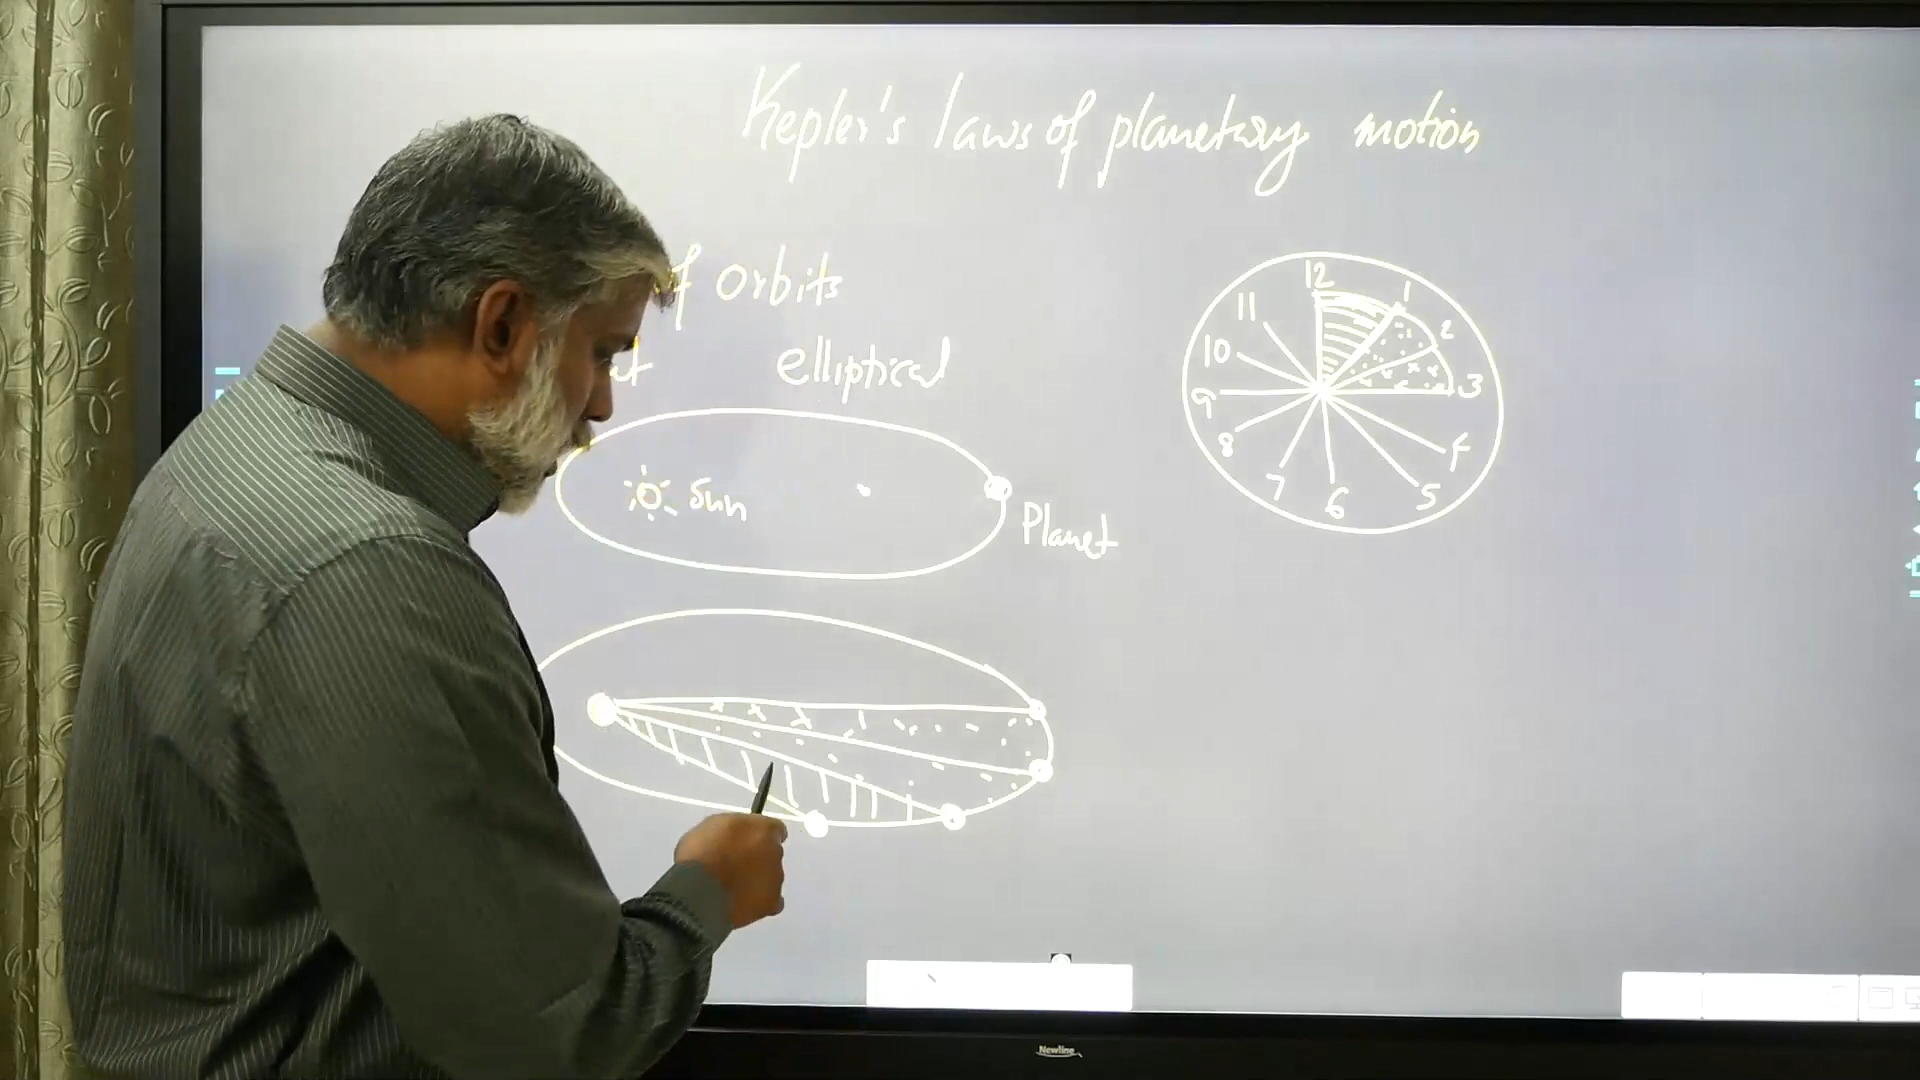 Kepler's laws of planetary motion
of orbits
elliptical
Sun
Planet
12
1
2
3
4
5
6
7
8
9
10
11
Newline